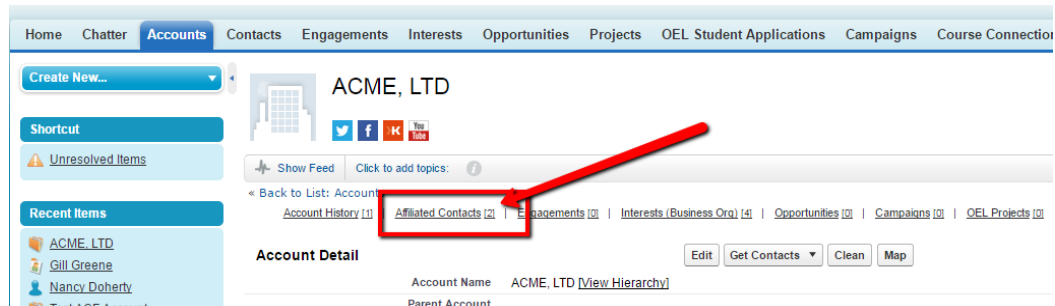 Home Chatter Accounts Contacts Engagements Interests Opportunities Projects OEL Student Applications Campaigns Course Connection
Create New...
ACME, LTD
You Tube
Shortcut
Unresolved Items
Show Feed Click to add topics:
« Back to List: Account
Account History [1] | Affiliated Contacts [2] | Engagements [0] | Interests (Business Org) [4] | Opportunities [0] | Campaigns [0] | OEL Projects [0]
Recent Items
ACME, LTD
Gill Greene
Nancy Doherty
Account Detail
Edit Get Contacts Clean Map
Account Name ACME, LTD [View Hierarchy]
Parent Account